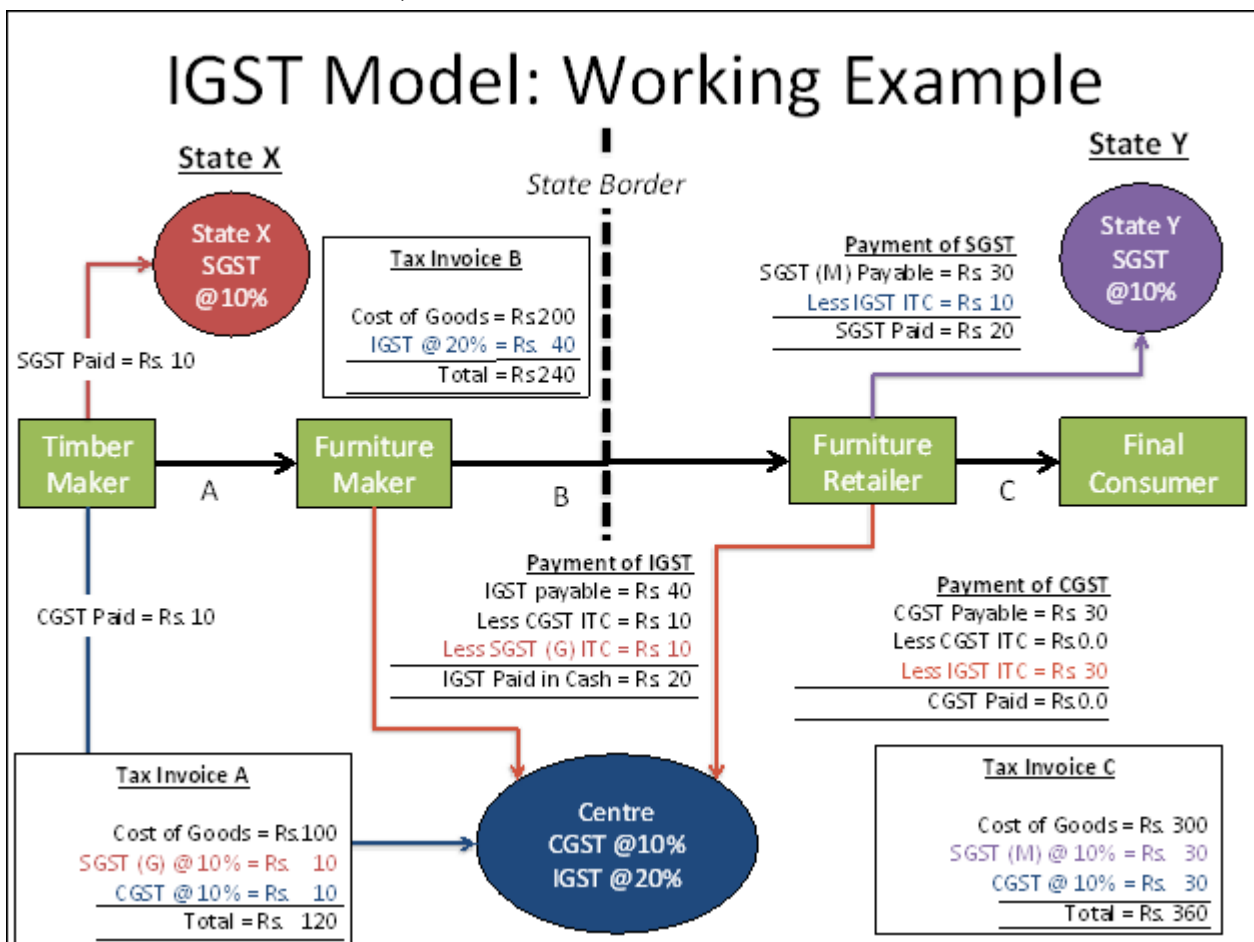 IGST Model: Working Example
State X
State Y
State Border
State X
SGST
@10%
State Y
SGST
@10%
Tax Invoice B
Cost of Goods = Rs.200
IGST @ 20% = Rs. 40
Total = Rs 240
Payment of SGST
SGST (M) Payable = Rs. 30
Less IGST ITC = Rs. 10
SGST Paid = Rs. 20
SGST Paid = Rs. 10
Timber
Maker
A
Furniture
Maker
B
Furniture
Retailer
C
Final
Consumer
CGST Paid = Rs. 10
Payment of IGST
IGST payable = Rs. 40
Less CGST ITC = Rs. 10
Less SGST (G) ITC = Rs. 10
IGST Paid in Cash = Rs. 20
Payment of CGST
CGST Payable = Rs. 30
Less CGST ITC = Rs.0.0
Less IGST ITC = Rs. 30
CGST Paid = Rs.0.0
Tax Invoice A
Cost of Goods = Rs.100
SGST (G) @ 10% = Rs. 10
CGST @ 10% = Rs. 10
Total = Rs. 120
Centre
CGST @10%
IGST @20%
Tax Invoice C
Cost of Goods = Rs. 300
SGST (M) @ 10% = Rs. 30
CGST @ 10% = Rs. 30
Total = Rs. 360